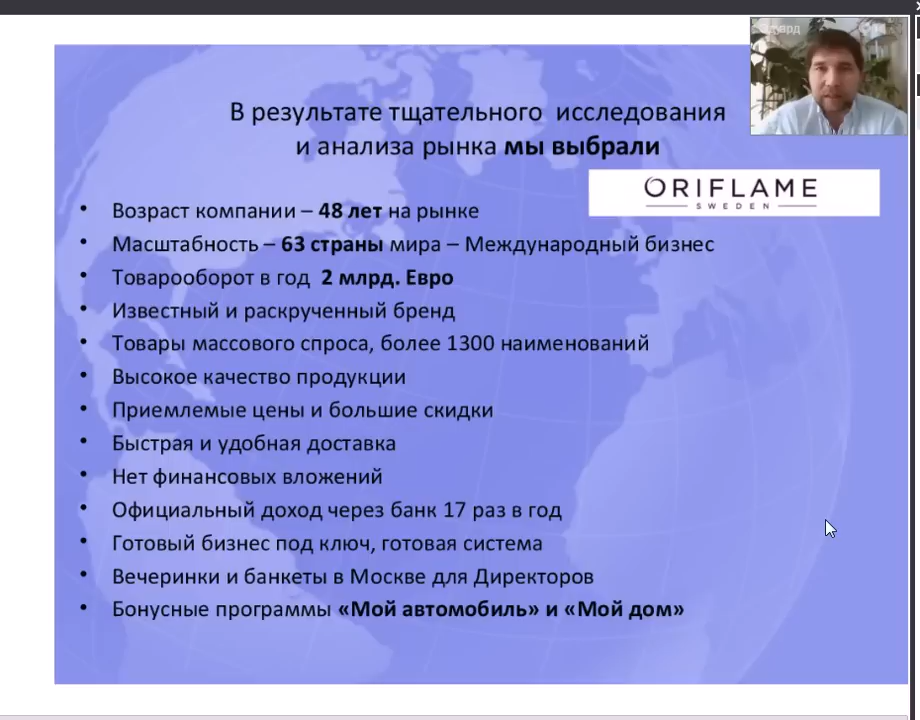 В результате тщательного исследования
и анализа рынка мы выбрали
ORIFLAME
SWEDEN
• Возраст компании – 48 лет на рынке
• Масштабность – 63 страны мира – Международный бизнес
• Товарооборот в год 2 млрд. Евро
• Известный и раскрученный бренд
• Товары массового спроса, более 1300 наименований
• Высокое качество продукции
• Приемлемые цены и большие скидки
• Быстрая и удобная доставка
• Нет финансовых вложений
• Официальный доход через банк 17 раз в год
• Готовый бизнес под ключ, готовая система
• Вечеринки и банкеты в Москве для Директоров
• Бонусные программы «Мой автомобиль» и «Мой дом»